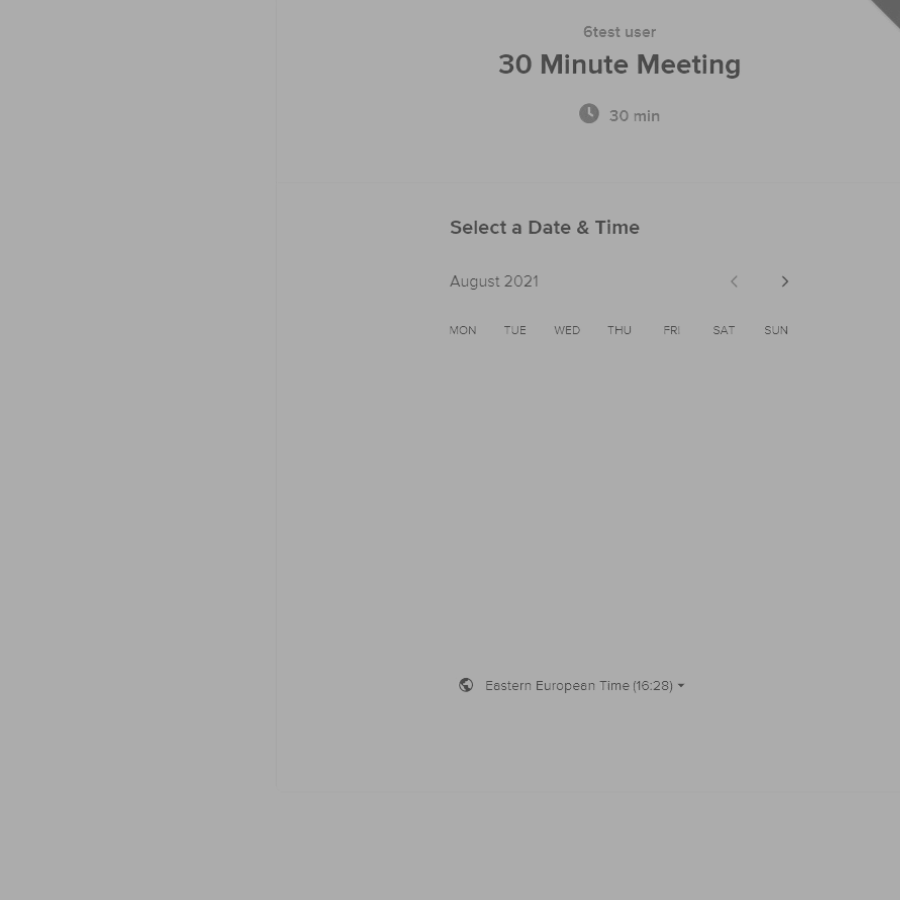 6test user
30 Minute Meeting
30 min
Select a Date & Time
August 2021
MON TUE WED THU FRI SAT SUN
Eastern European Time (16:28)